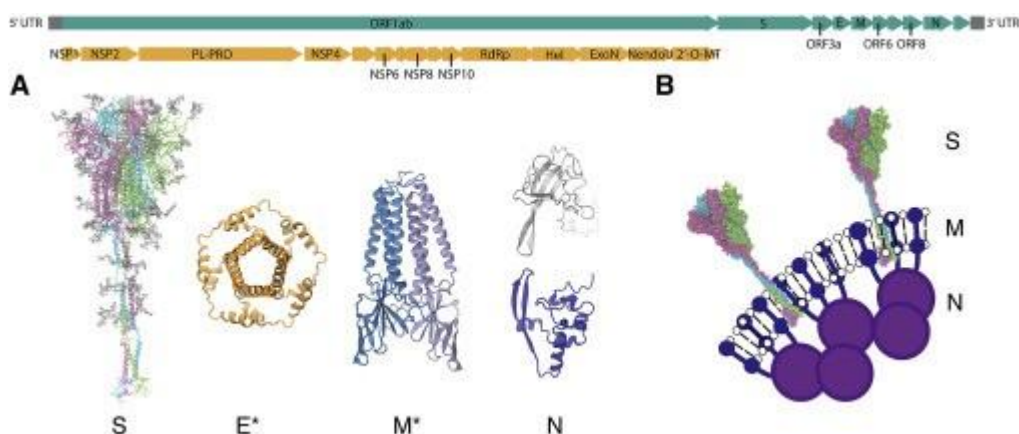 5' UTR ORF1ab S E M N 3' UTR
ORF3a ORF6 ORF8
NSP1 NSP2 PL-PRO NSP4 RdRp Hel ExoN NendoU 2'-O-MT
NSP6 NSP8 NSP10
A B
S
M
N
S E* M* N